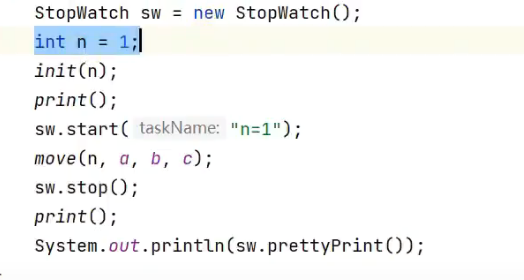 StopWatch sw = new StopWatch();
int n = 1;
init(n);
print();
sw.start( taskName: "n=1");
move(n, a, b, c);
sw.stop();
print();
System.out.println(sw.prettyPrint());